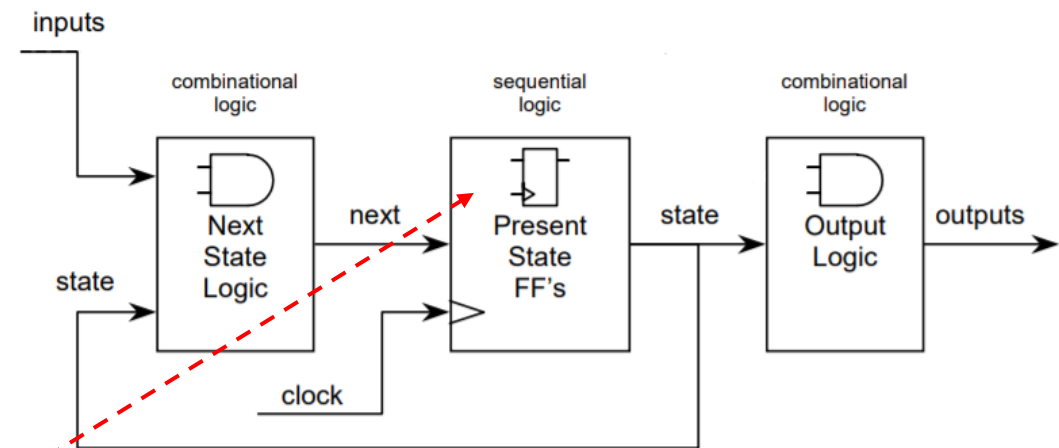 inputs
combinational
logic
sequential
logic
combinational
logic
Next
State
Logic
next
Present
State
FF's
state
Output
Logic
outputs
state
clock